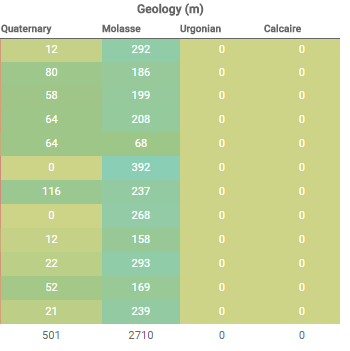 Geology (m)
Quaternary Molasse Urgonian Calcaire
12 292 0 0
80 186 0 0
58 199 0 0
64 208 0 0
64 68 0 0
0 392 0 0
116 237 0 0
0 268 0 0
12 158 0 0
22 293 0 0
52 169 0 0
21 239 0 0
501 2710 0 0